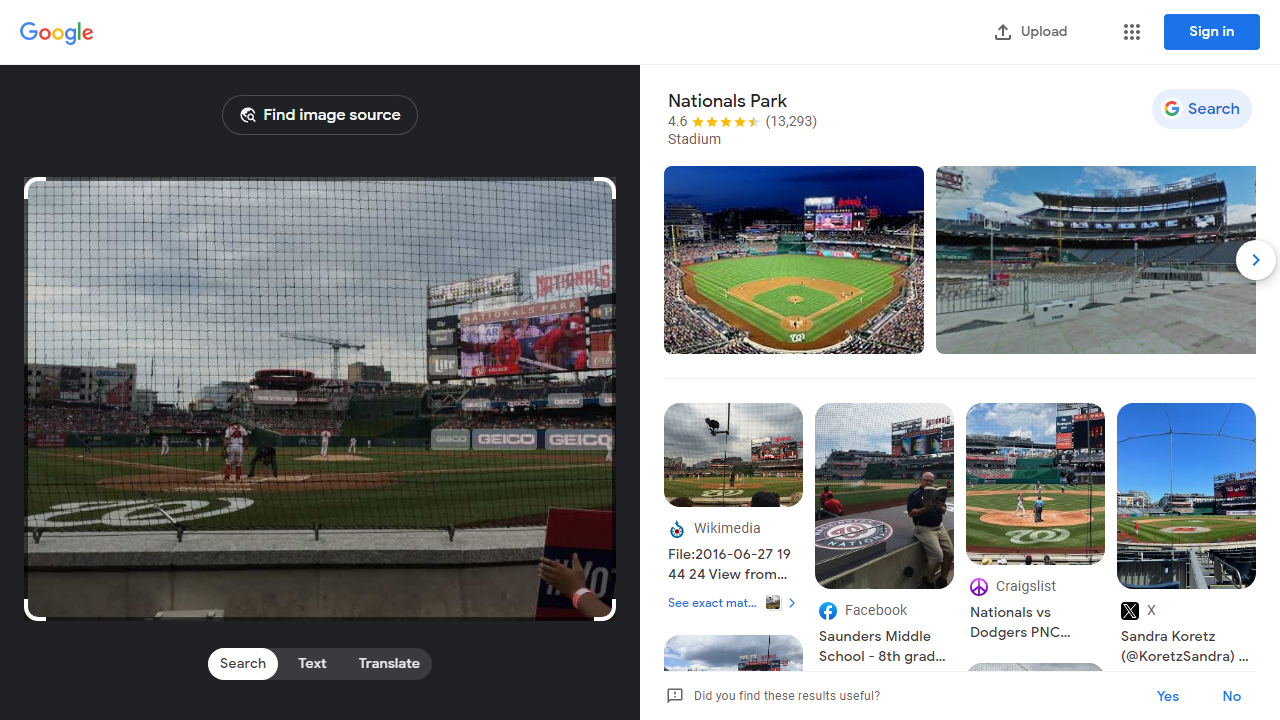 Google
Upload
Sign in
Find image source
Nationals Park
4.6 (13,293)
Stadium
Search
NATIONALS
NATIONALS PARK
GEICO
GEICO
GEICO
Wikimedia
File:2016-06-27 19
44 24 View from...
See exact mat...
Facebook
Saunders Middle
School - 8th grad...
Craigslist
Nationals vs
Dodgers PNC...
X
Sandra Koretz
(@KoretzSandra) ...
Search
Text
Translate
Did you find these results useful?
Yes
No